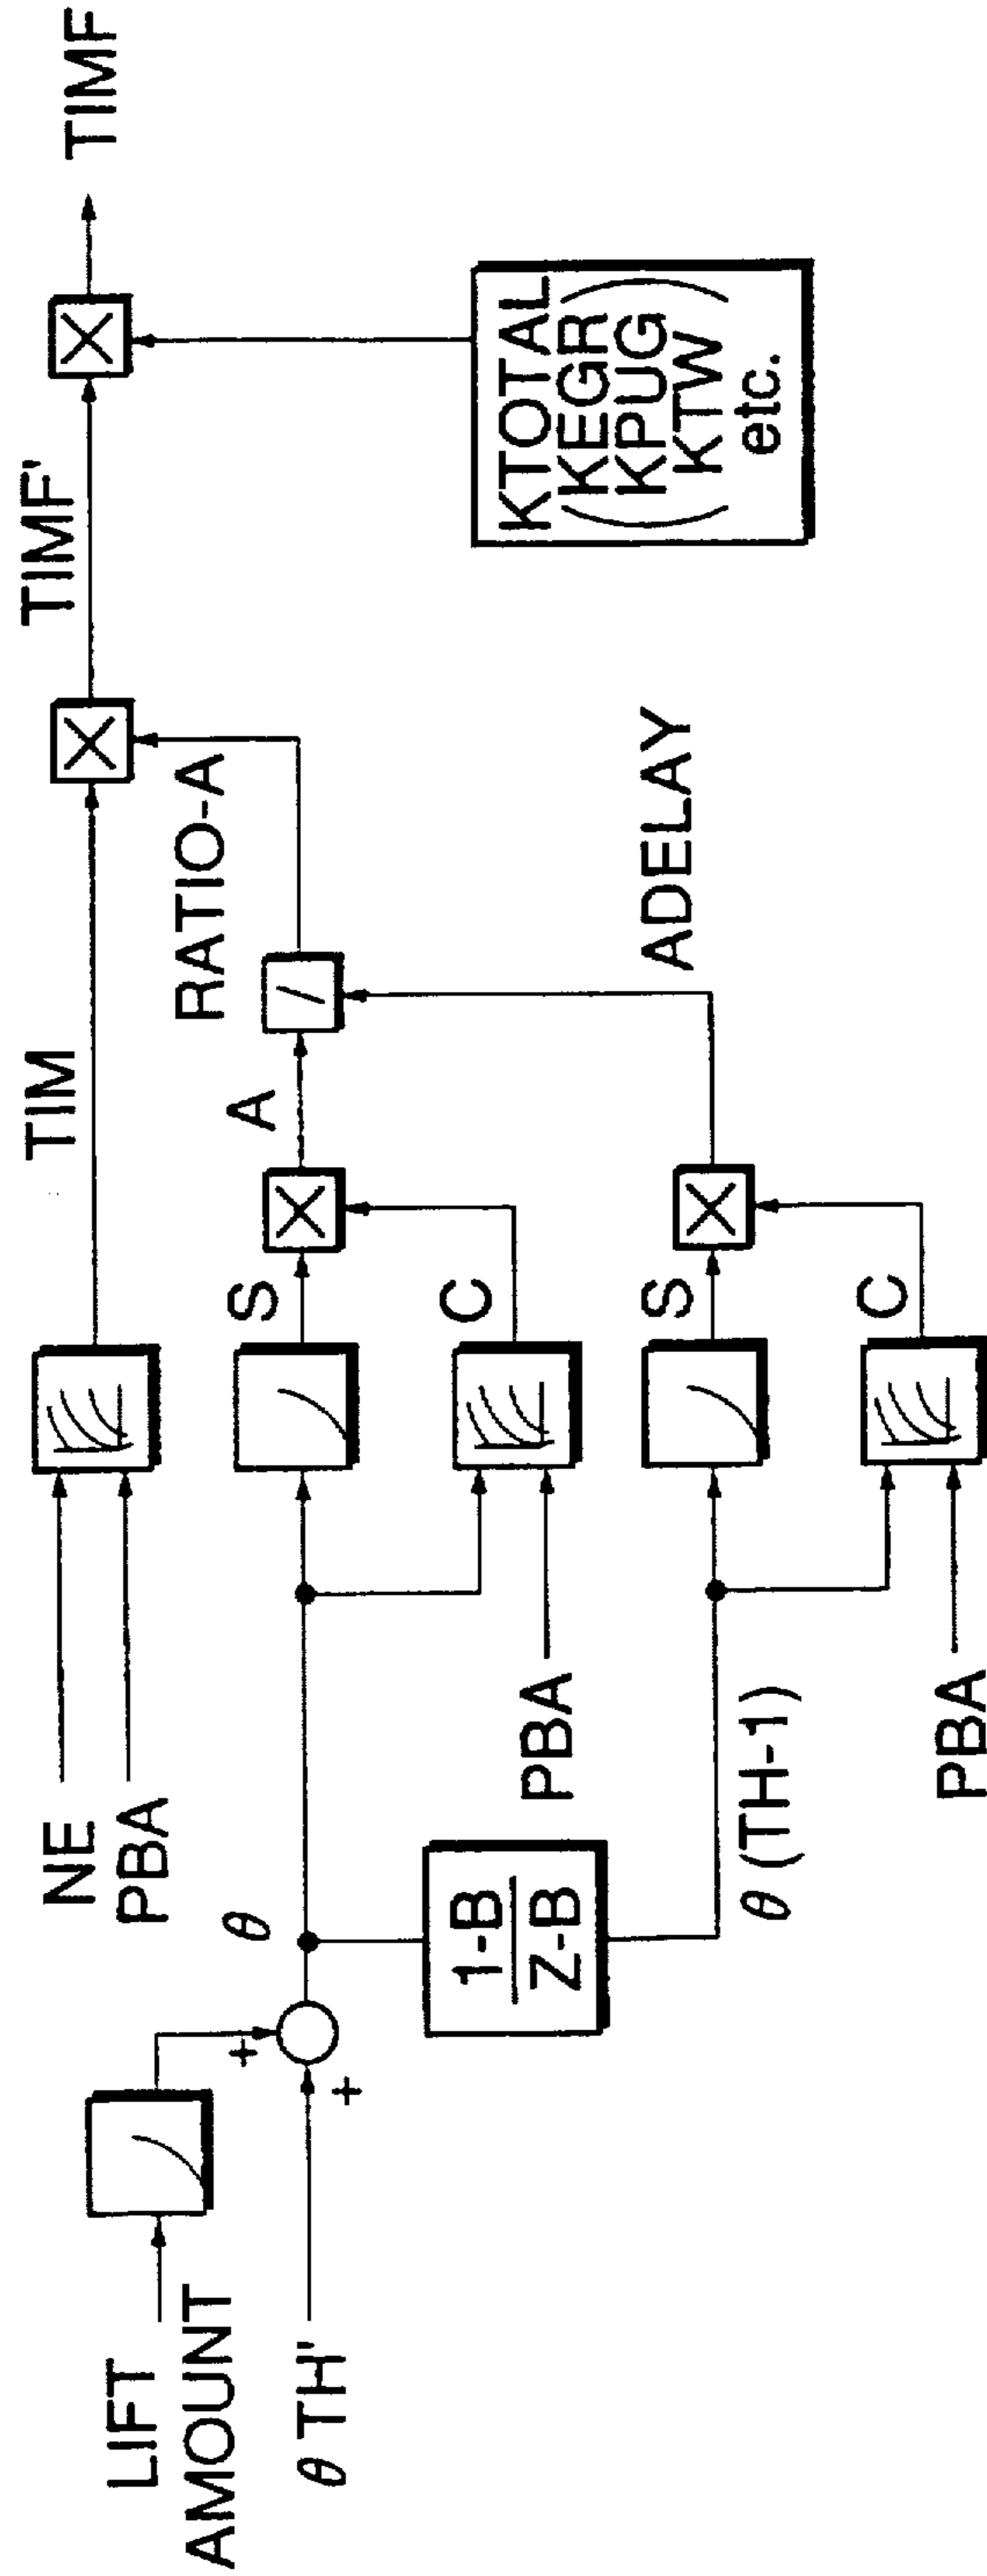 LIFT
AMOUNT
θ TH'
+
+
θ
NE
PBA
1-B
Z-B
θ (TH-1)
PBA
PBA
S
C
S
C
TIM
A
RATIO-A
/
ADELAY
TIMF'
KTOTAL
(KEGR
KPUG
KTW)
etc.
TIMF